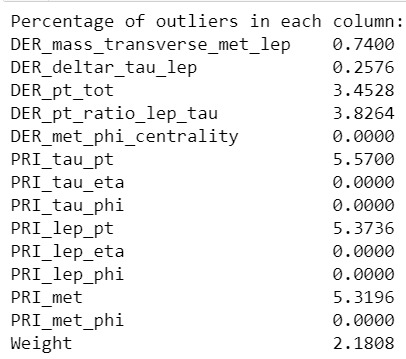 Percentage of outliers in each column:
DER_mass_transverse_met_lep 0.7400
DER_deltar_tau_lep 0.2576
DER_pt_tot 3.4528
DER_pt_ratio_lep_tau 3.8264
DER_met_phi_centrality 0.0000
PRI_tau_pt 5.5700
PRI_tau_eta 0.0000
PRI_tau_phi 0.0000
PRI_lep_pt 5.3736
PRI_lep_eta 0.0000
PRI_lep_phi 0.0000
PRI_met 5.3196
PRI_met_phi 0.0000
Weight 2.1808